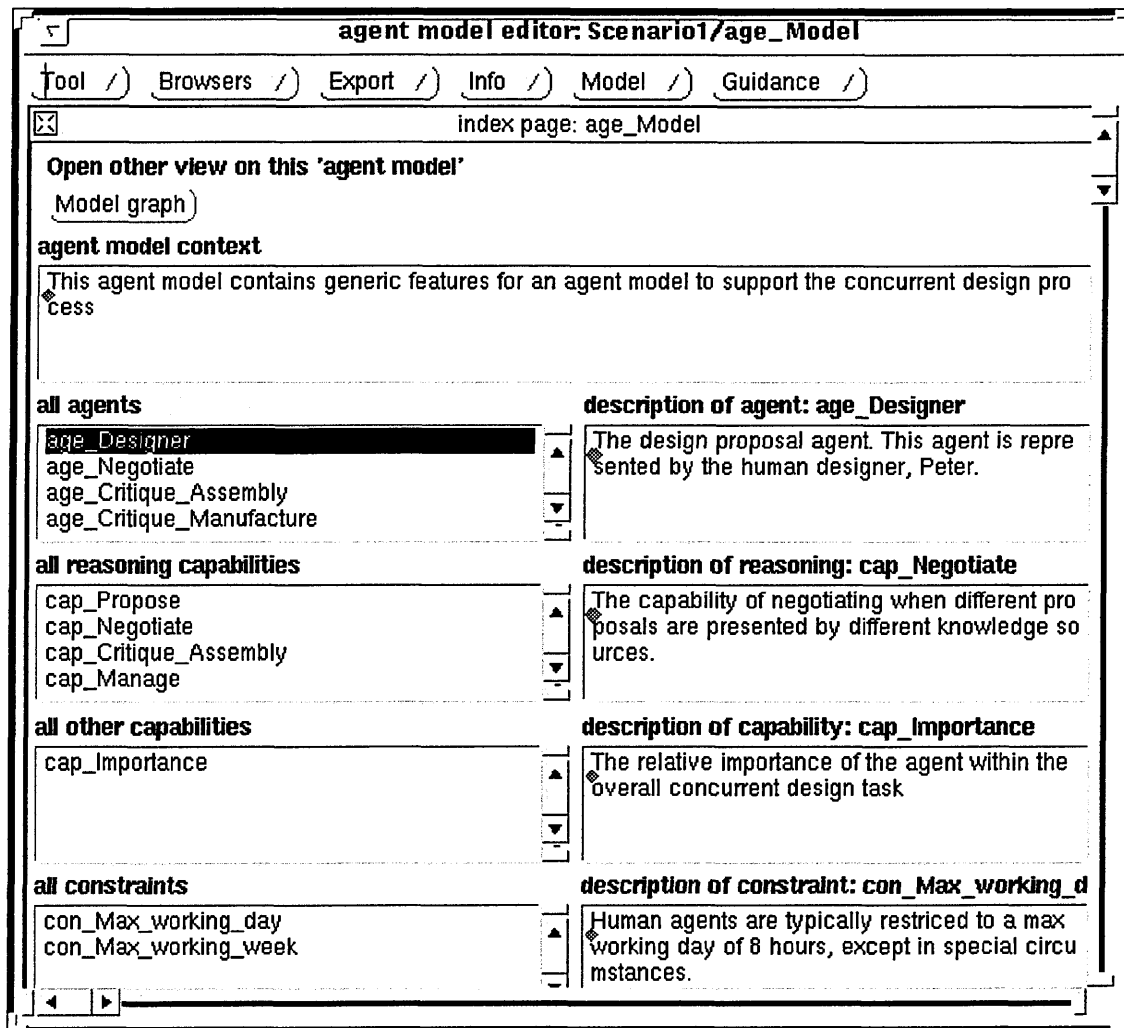 agent model editor: Scenario1/age_Model
Tool / Browsers / Export / Info / Model / Guidance /
index page: age_Model
Open other view on this 'agent model'
Model graph
agent model context
This agent model contains generic features for an agent model to support the concurrent design pro
cess
all agents
age_Designer
age_Negotiate
age_Critique_Assembly
age_Critique_Manufacture
description of agent: age_Designer
The design proposal agent. This agent is repre
sented by the human designer, Peter.
all reasoning capabilities
cap_Propose
cap_Negotiate
cap_Critique_Assembly
cap_Manage
description of reasoning: cap_Negotiate
The capability of negotiating when different pro
posals are presented by different knowledge so
urces.
all other capabilities
cap_Importance
description of capability: cap_Importance
The relative importance of the agent within the
overall concurrent design task
all constraints
con_Max_working_day
con_Max_working_week
description of constraint: con_Max_working_d
Human agents are typically restriced to a max
working day of 8 hours, except in special circu
mstances.